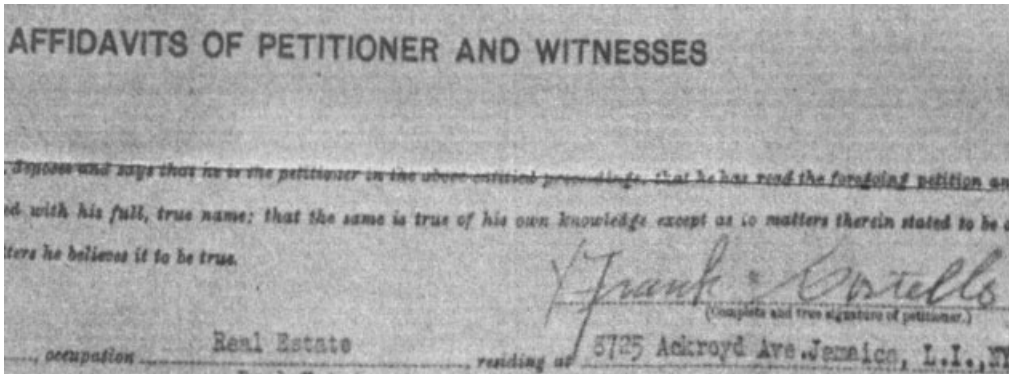 AFFIDAVITS OF PETITIONER AND WITNESSES
, deposes and says that he is the petitioner in the above-entitled proceedings, that he has read the foregoing petition an
ed with his full, true name; that the same is true of his own knowledge except as to matters therein stated to be
tters he believes it to be true.
Frank Costello
(Complete and true signature of petitioner.)
, occupation Real Estate, residing at 8725 Ackroyd Ave. Jamaica, L.I., NY